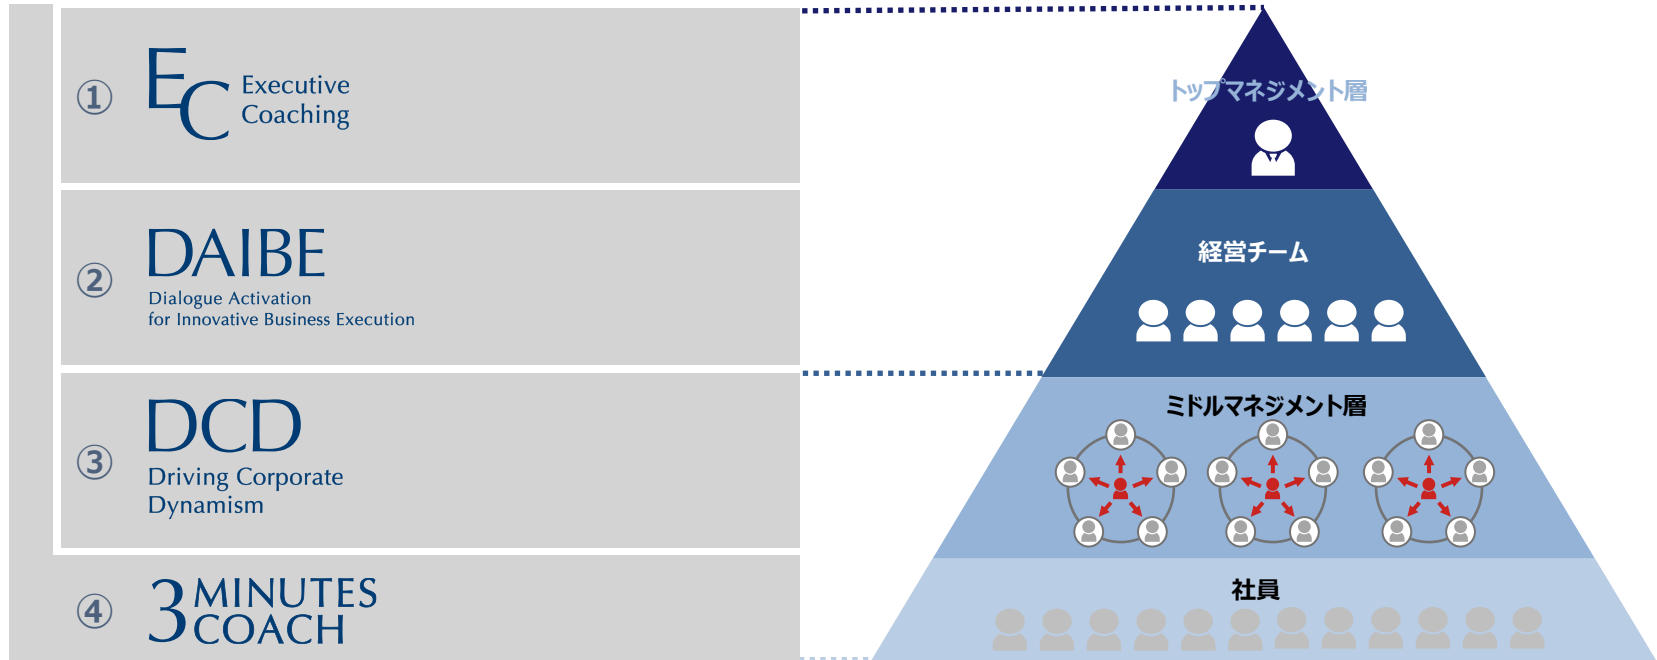 ①
EC Executive
Coaching
トップマネジメント層
②
DAIBE
Dialogue Activation
for Innovative Business Execution
経営チーム
③
DCD
Driving Corporate
Dynamism
ミドルマネジメント層
④
3 MINUTES
COACH
社員